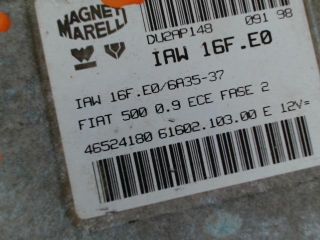 MAGNETI
MARELLI
DU2AP148 091 98
IAW 16F.E0
IAW 16F.E0/6A35-37
FIAT 500 0.9 ECE FASE 2
46524180 61602.103.00 E 12V=